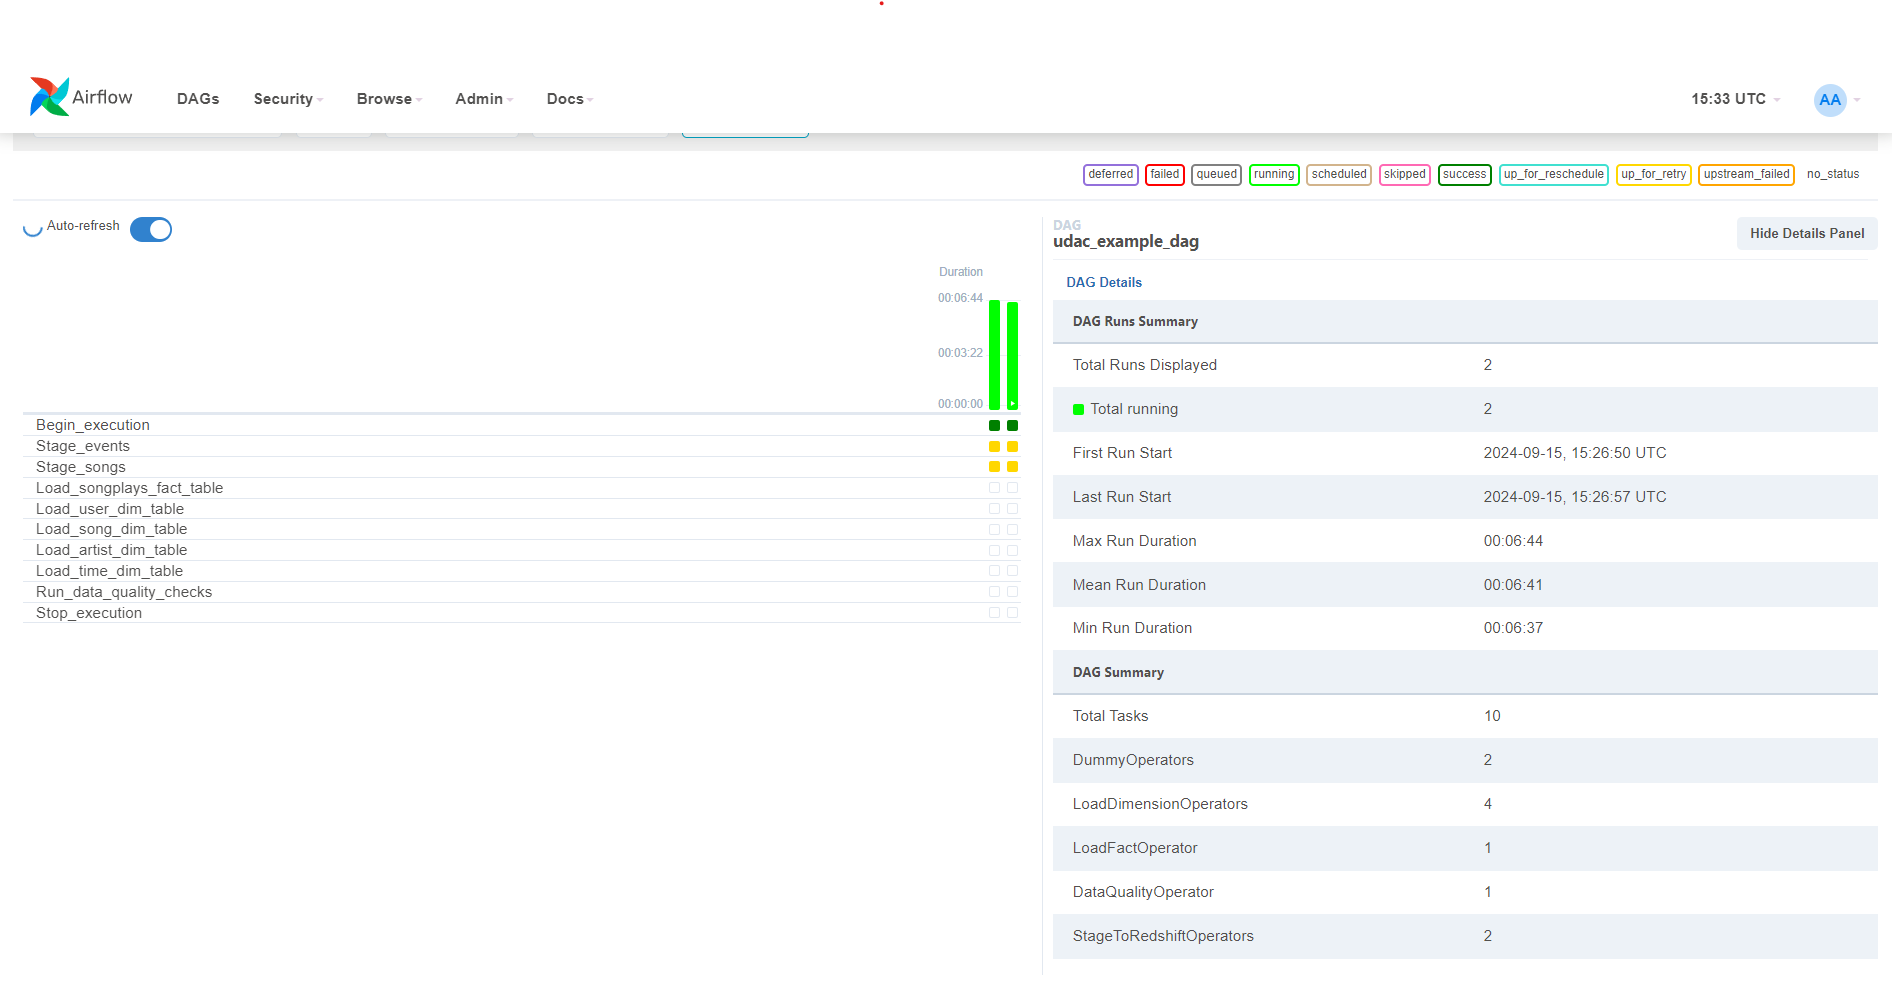 Airflow DAGs Security Browse Admin Docs 15:33 UTC AA
deferred failed queued running scheduled skipped success up_for_reschedule up_for_retry upstream_failed no_status
Auto-refresh
Duration
00:06:44
00:03:22
00:00:00
Begin_execution
Stage_events
Stage_songs
Load_songplays_fact_table
Load_user_dim_table
Load_song_dim_table
Load_artist_dim_table
Load_time_dim_table
Run_data_quality_checks
Stop_execution
DAG
udac_example_dag
Hide Details Panel
DAG Details
DAG Runs Summary
Total Runs Displayed 2
Total running 2
First Run Start 2024-09-15, 15:26:50 UTC
Last Run Start 2024-09-15, 15:26:57 UTC
Max Run Duration 00:06:44
Mean Run Duration 00:06:41
Min Run Duration 00:06:37
DAG Summary
Total Tasks 10
DummyOperators 2
LoadDimensionOperators 4
LoadFactOperator 1
DataQualityOperator 1
StageToRedshiftOperators 2